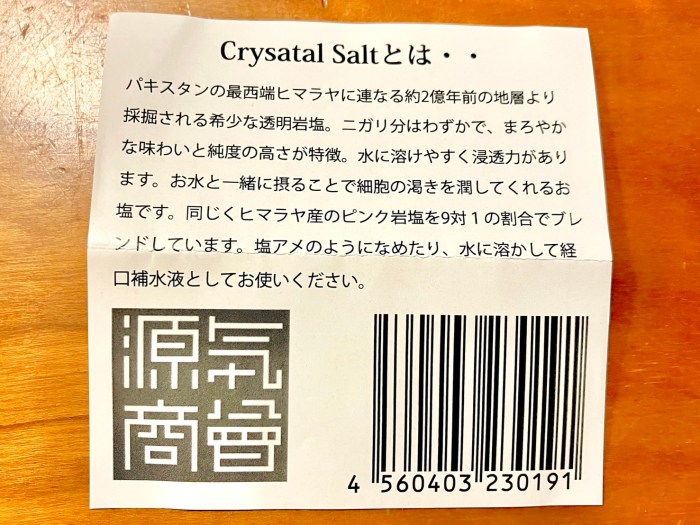 Crysatal Saltとは・・
パキスタンの最西端ヒマラヤに連なる約2億年前の地層より
採掘される希少な透明岩塩。ニガリ分はわずかで、まろやか
な味わいと純度の高さが特徴。水に溶けやすく浸透力があり
ます。お水と一緒に摂ることで細胞の渇きを潤してくれるお
塩です。同じくヒマラヤ産のピンク岩塩を9対１の割合でブレ
ンドしています。塩アメのようになめたり、水に溶かして経
口補水液としてお使いください。
源気
商會
4 560403 230191